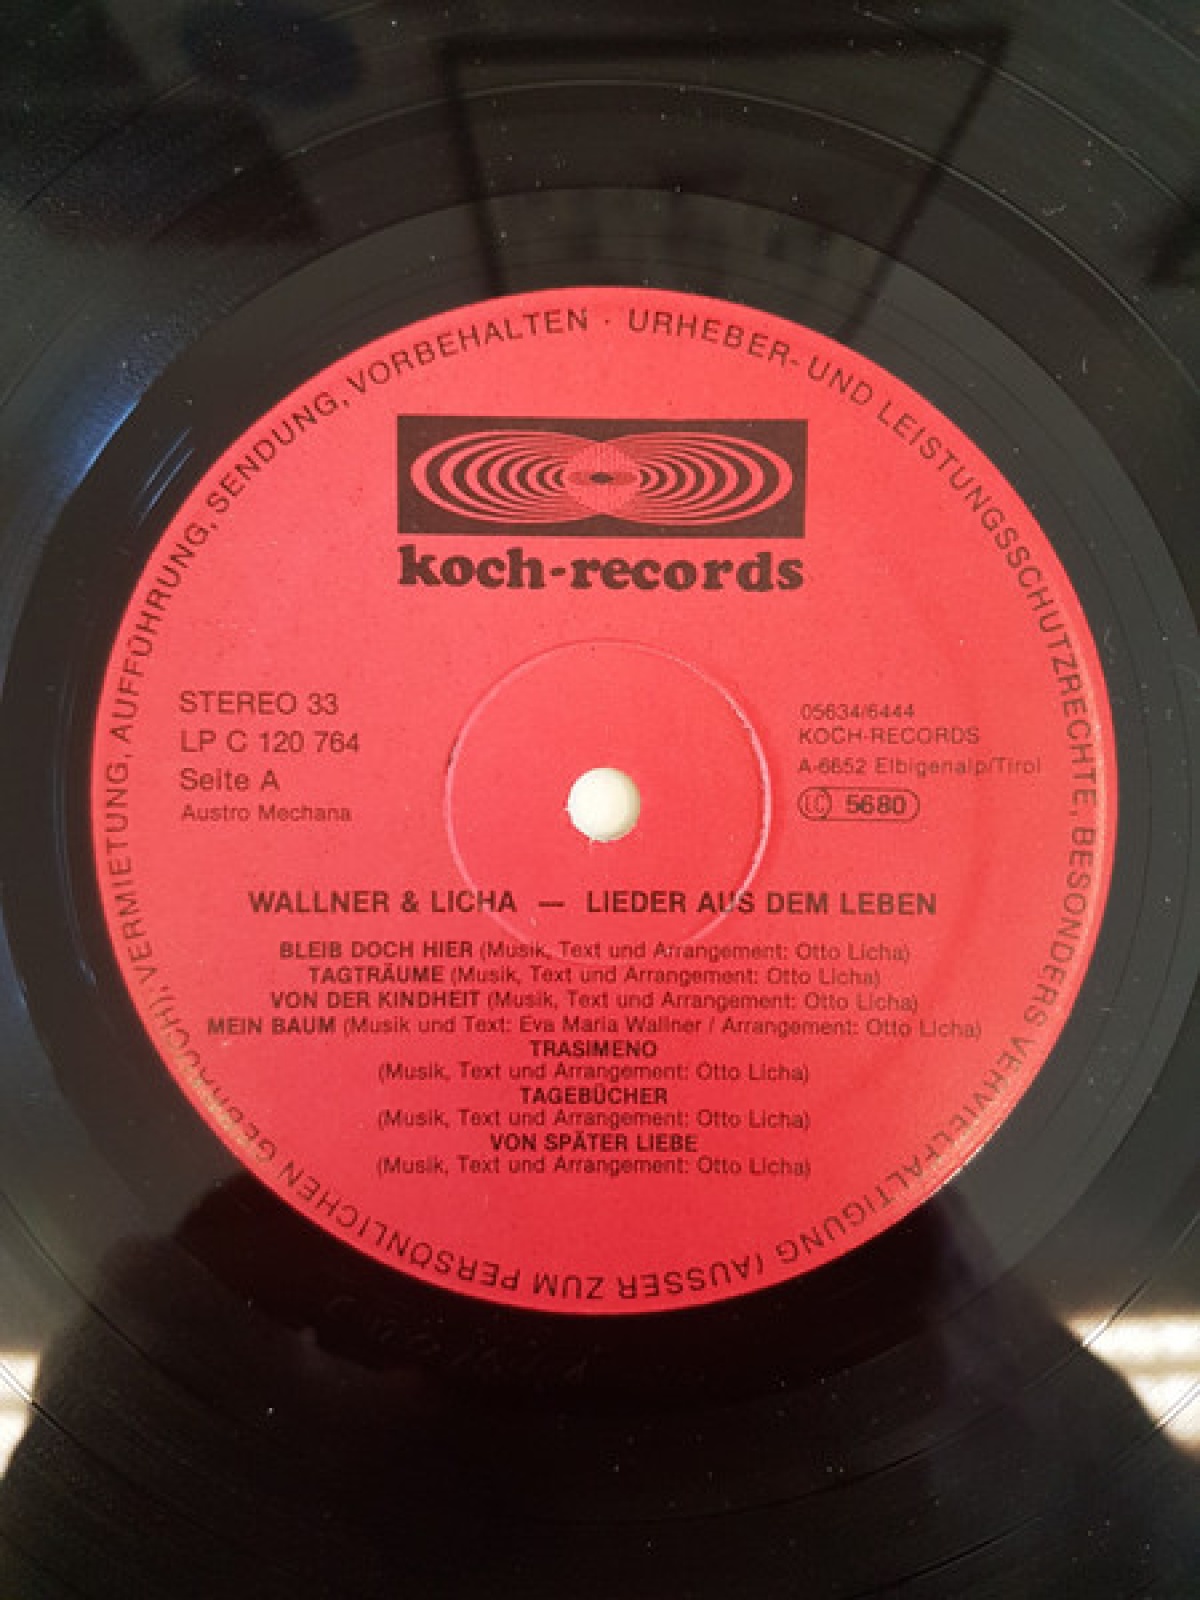 URHEBER- UND LEISTUNGSSCHUTZRECHTE, BESONDERS VERVIELFÄLTIGUNG (AUSSER ZUM PERSÖNLICHEN GEBRAUCH), VERMIETUNG, AUFFÜHRUNG, SENDUNG, VORBEHALTEN ·
koch-records
STEREO 33
LP C 120 764
Seite A
Austro Mechana
05634/6444
KOCH-RECORDS
A-6652 Elbigenalp/Tirol
LC 5680
WALLNER & LICHA — LIEDER AUS DEM LEBEN
BLEIB DOCH HIER (Musik, Text und Arrangement: Otto Licha)
TAGTRÄUME (Musik, Text und Arrangement: Otto Licha)
VON DER KINDHEIT (Musik, Text und Arrangement: Otto Licha)
MEIN BAUM (Musik und Text: Eva Maria Wallner / Arrangement: Otto Licha)
TRASIMENO
(Musik, Text und Arrangement: Otto Licha)
TAGEBÜCHER
(Musik, Text und Arrangement: Otto Licha)
VON SPÄTER LIEBE
(Musik, Text und Arrangement: Otto Licha)